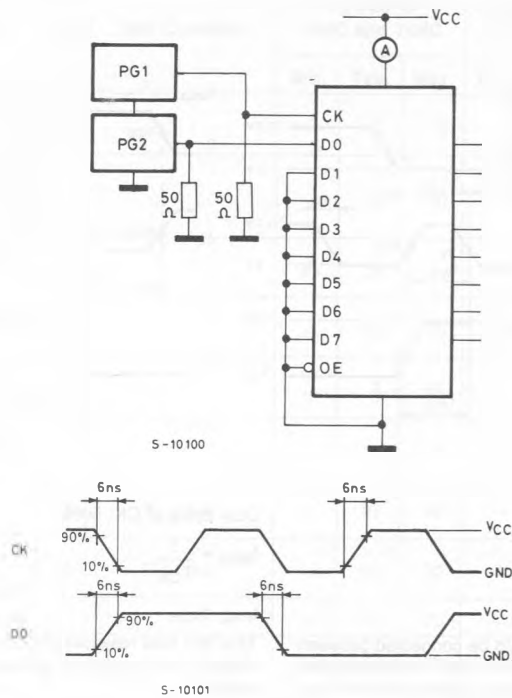 VCC
A
PG1
PG2
50
Ω
50
Ω
CK
D0
D1
D2
D3
D4
D5
D6
D7
OE
S-10100
6ns
6ns
CK
90%
10%
VCC
GND
6ns
6ns
D0
90%
10%
VCC
GND
S-10101